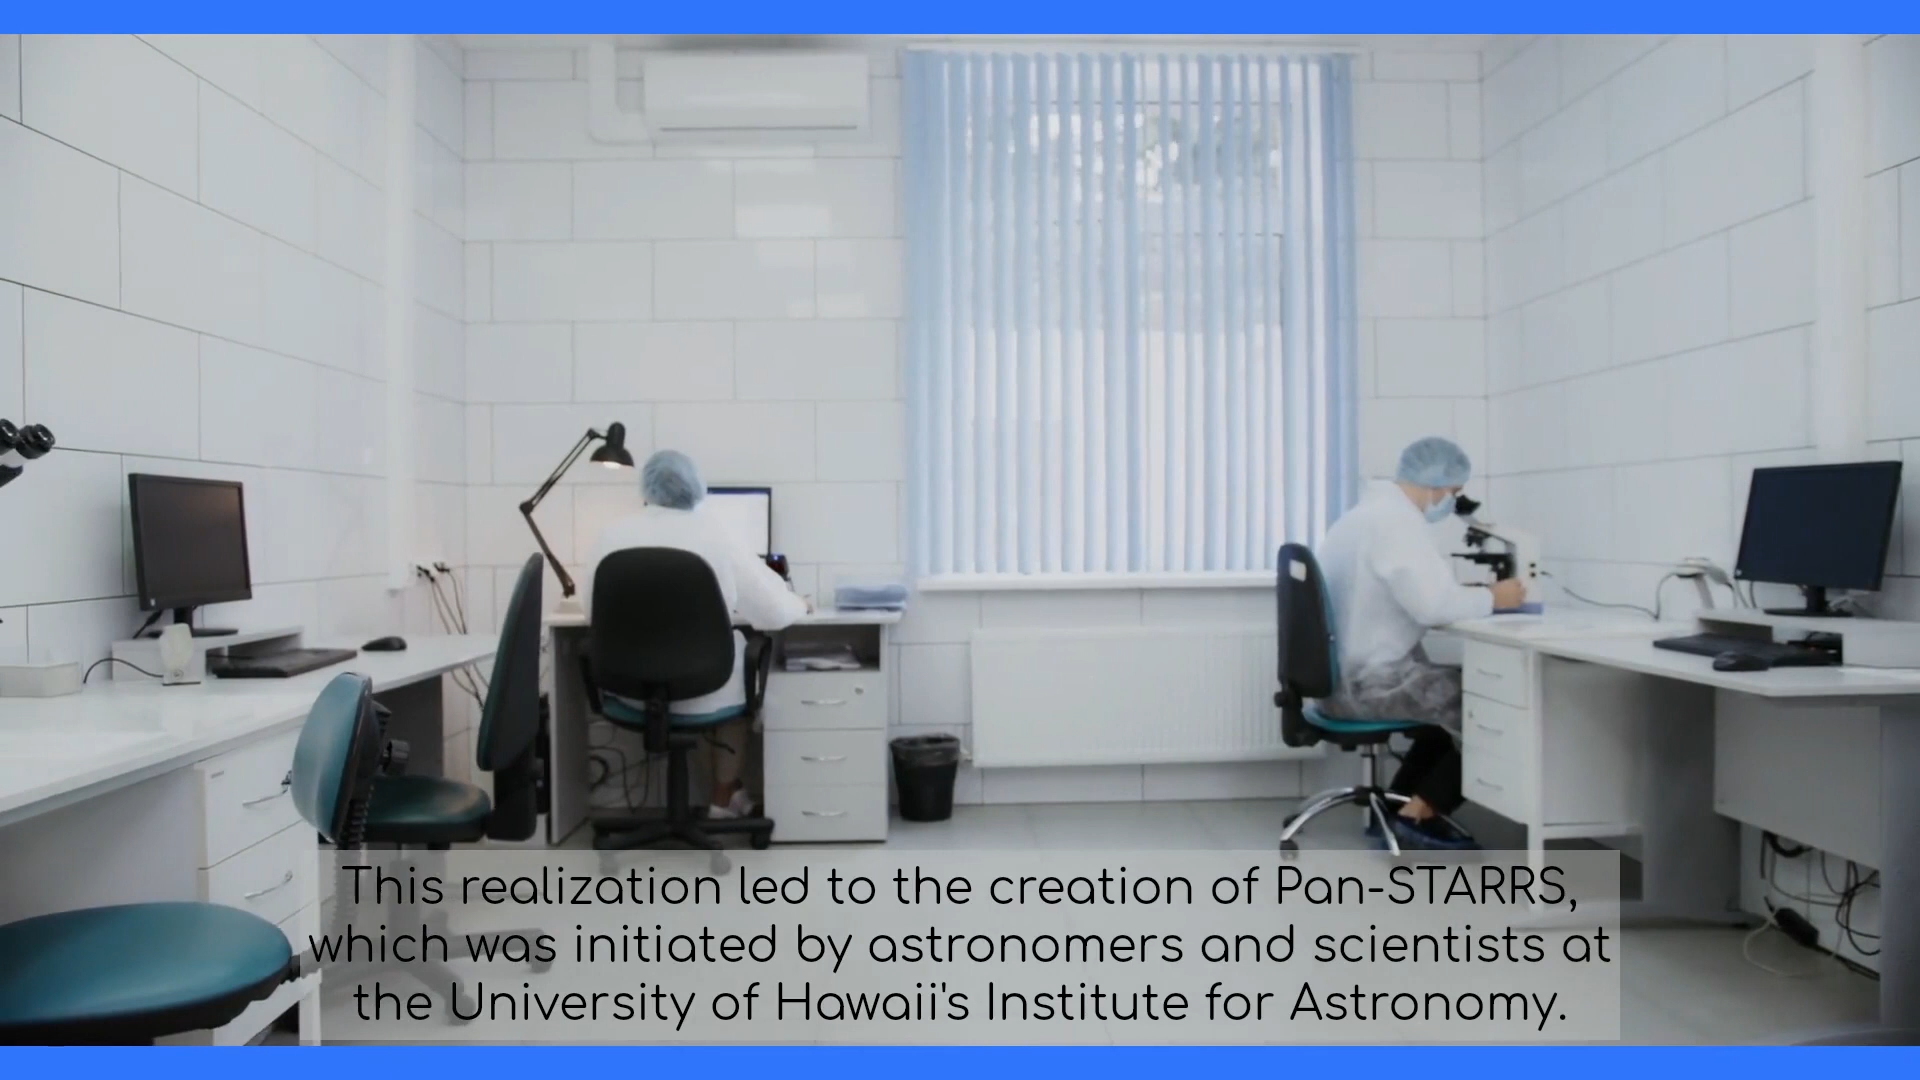 This realization led to the creation of Pan-STARRS,
which was initiated by astronomers and scientists at
the University of Hawaii's Institute for Astronomy.